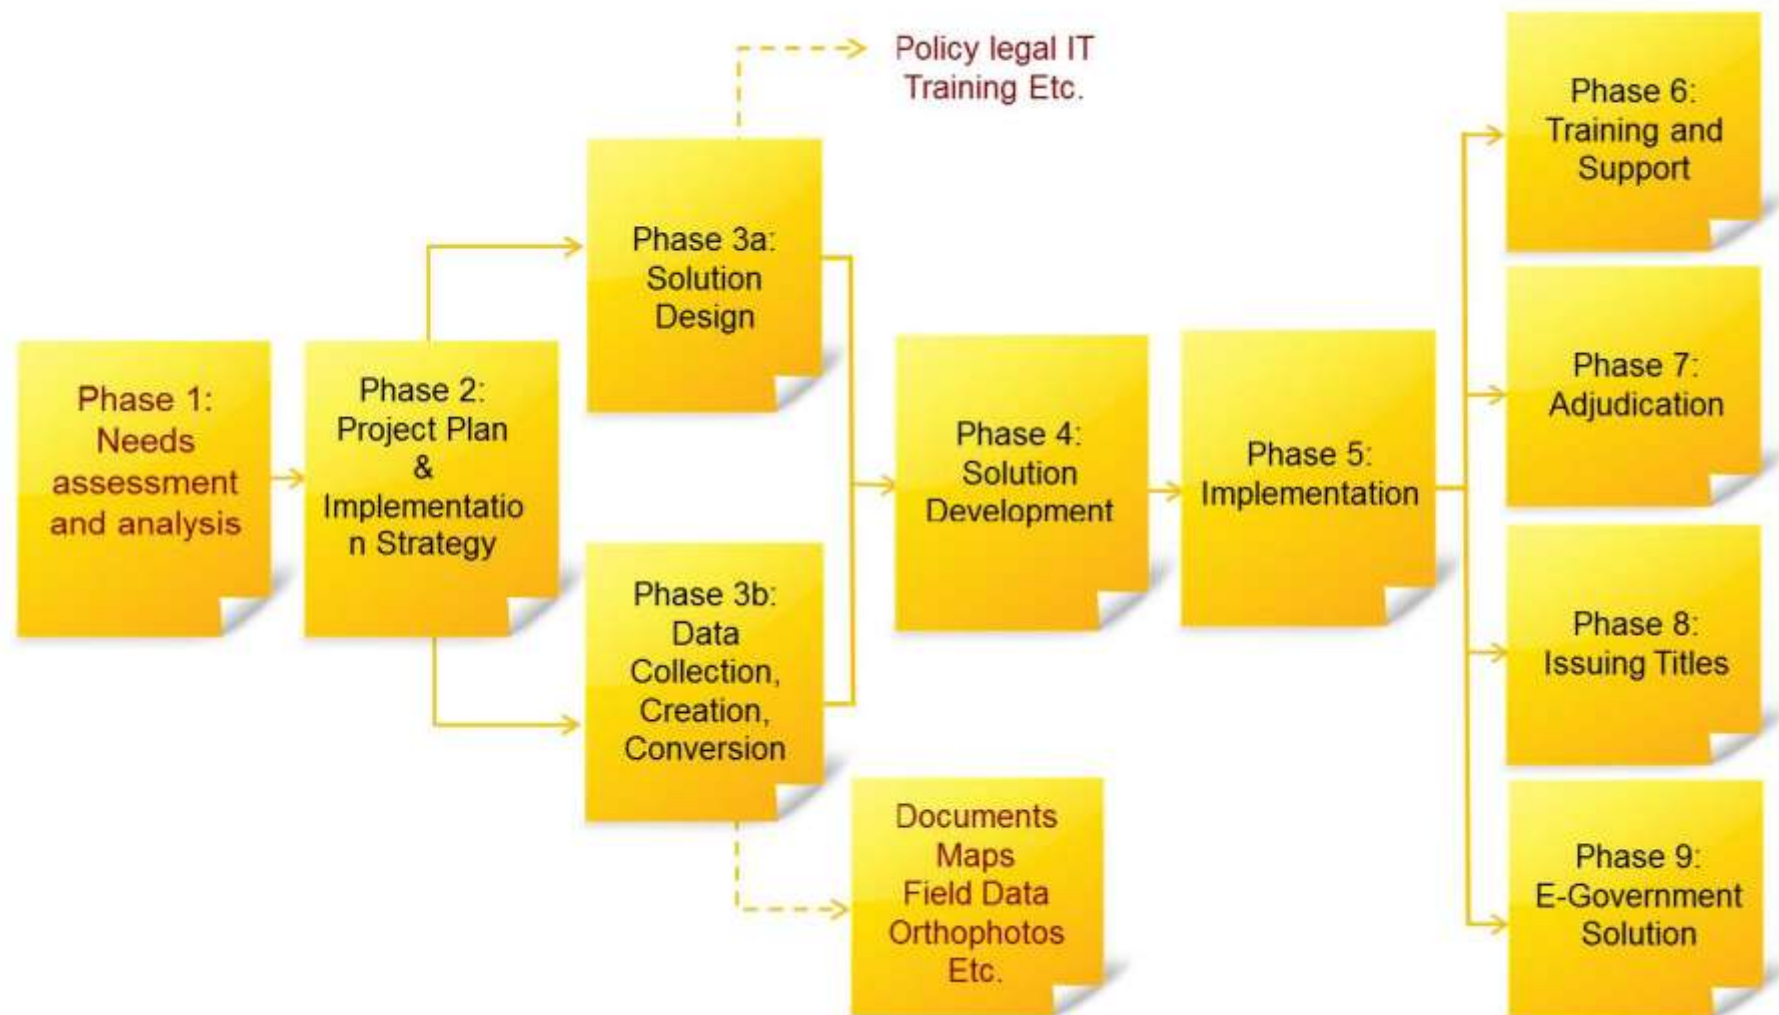 Policy legal IT
Training Etc.
Phase 1:
Needs
assessment
and analysis
Phase 2:
Project Plan
&
Implementatio
n Strategy
Phase 3a:
Solution
Design
Phase 3b:
Data
Collection,
Creation,
Conversion
Documents
Maps
Field Data
Orthophotos
Etc.
Phase 4:
Solution
Development
Phase 5:
Implementation
Phase 6:
Training and
Support
Phase 7:
Adjudication
Phase 8:
Issuing Titles
Phase 9:
E-Government
Solution